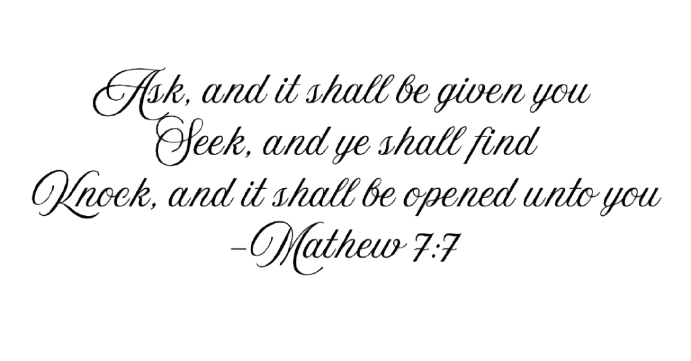 Ask, and it shall be given you
Seek, and ye shall find
Knock, and it shall be opened unto you
-Mathew 7:7